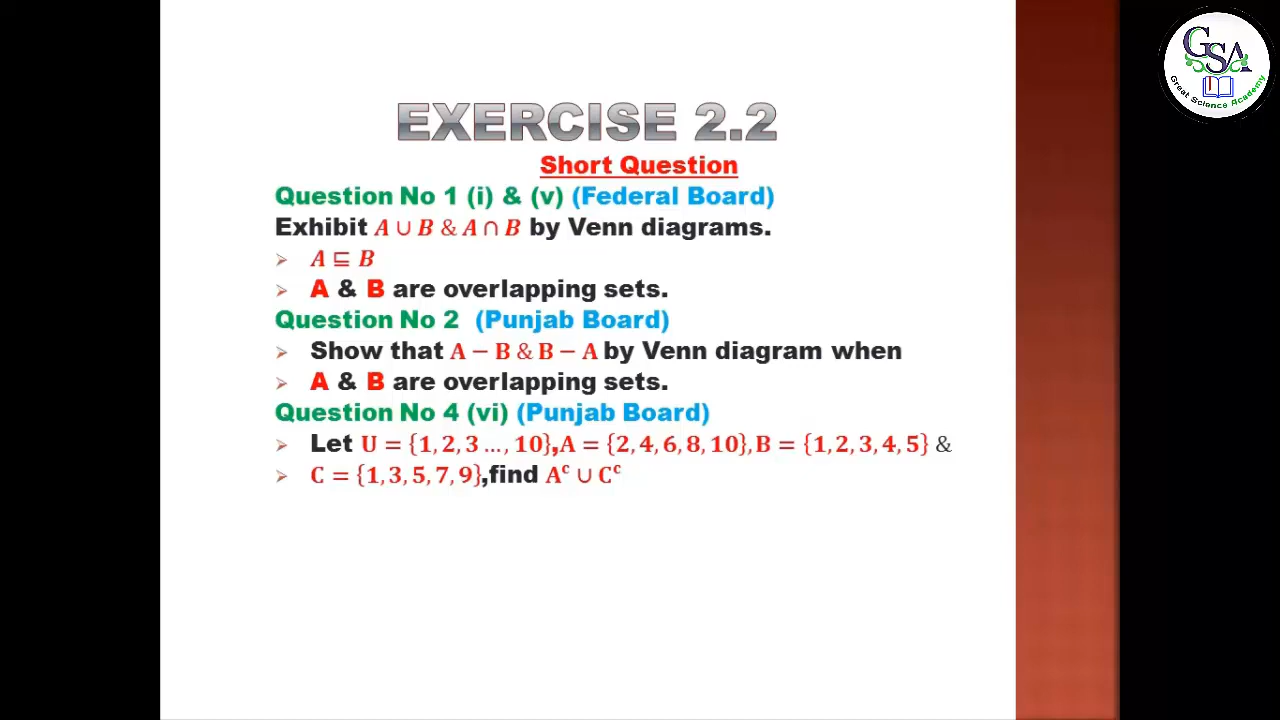 GSA
Great Science Academy
EXERCISE 2.2
Short Question
Question No 1 (i) & (v) (Federal Board)
Exhibit A ∪ B & A ∩ B by Venn diagrams.
➢ A ⊑ B
➢ A & B are overlapping sets.
Question No 2 (Punjab Board)
➢ Show that A − B & B − A by Venn diagram when
➢ A & B are overlapping sets.
Question No 4 (vi) (Punjab Board)
➢ Let U = {1, 2, 3 ..., 10},A = {2, 4, 6, 8, 10}, B = {1, 2, 3, 4, 5} &
➢ C = {1, 3, 5, 7, 9},find Aᶜ ∪ Cᶜ